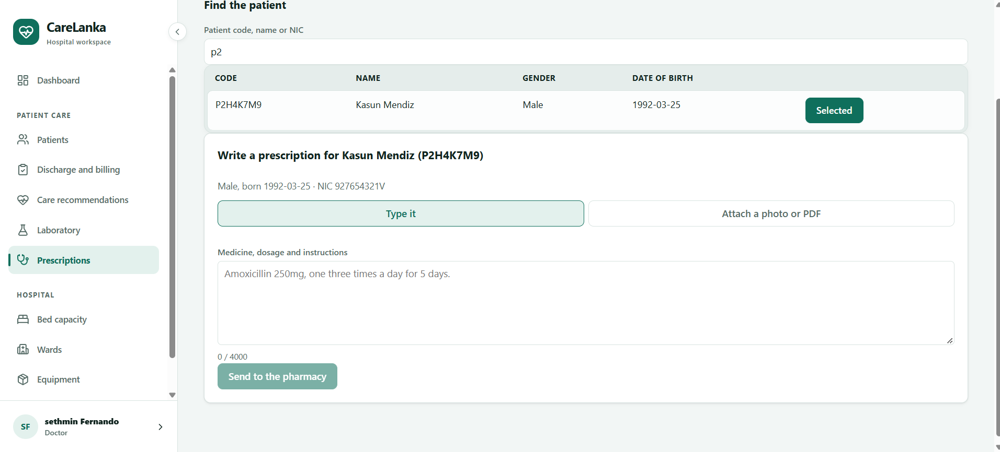 CareLanka
Hospital workspace
Dashboard
PATIENT CARE
Patients
Discharge and billing
Care recommendations
Laboratory
Prescriptions
HOSPITAL
Bed capacity
Wards
Equipment
SF
sethmin Fernando
Doctor
Find the patient
Patient code, name or NIC
p2
CODE NAME GENDER DATE OF BIRTH
P2H4K7M9 Kasun Mendiz Male 1992-03-25 Selected
Write a prescription for Kasun Mendiz (P2H4K7M9)
Male, born 1992-03-25 · NIC 927654321V
Type it Attach a photo or PDF
Medicine, dosage and instructions
Amoxicillin 250mg, one three times a day for 5 days.
0 / 4000
Send to the pharmacy